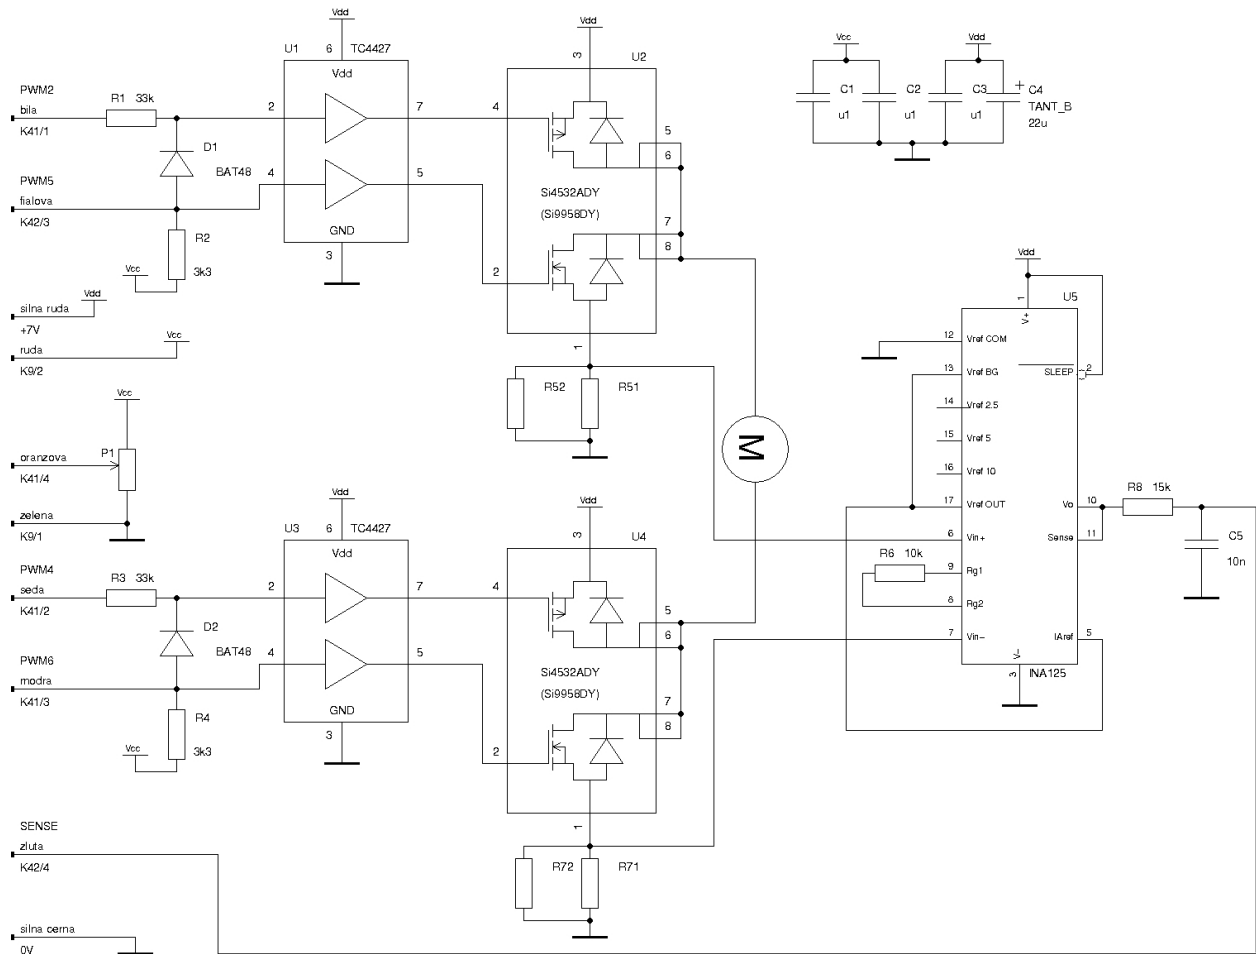 Vdd
U1 6 TC4427
Vdd
PWM2
R1 33k
bila
K41/1
2
7
D1
BAT48
PWM5
4
5
fialova
K42/3
R2
3k3
Vcc
GND
3
Vdd
3
U2
4
5
6
Si4532ADY
(Si9958DY)
7
8
2
1
R52
R51
Vcc
Vdd
C1
u1
C2
u1
C3
u1
+
C4
TANT_B
22u
Vdd
silna ruda
+7V
Vcc
ruda
K9/2
Vcc
P1
oranzova
K41/4
zelena
K9/1
M
Vdd
1
U5
V+
12 Vref COM
13 Vref BG
SLEEP 2
14 Vref 2.5
15 Vref 5
16 Vref 10
17 Vref OUT
Vo 10
R8 15k
6 Vin+
Sense 11
C5
10n
R6 10k
9 Rg1
8 Rg2
7 Vin-
IAref 5
V-
3
INA125
Vdd
U3 6 TC4427
Vdd
PWM4
R3 33k
seda
K41/2
2
7
D2
BAT48
PWM6
4
5
modra
K41/3
R4
3k3
Vcc
GND
3
Vdd
3
U4
4
5
6
Si4532ADY
(Si9958DY)
7
8
2
1
R72
R71
SENSE
zluta
K42/4
silna cerna
0V